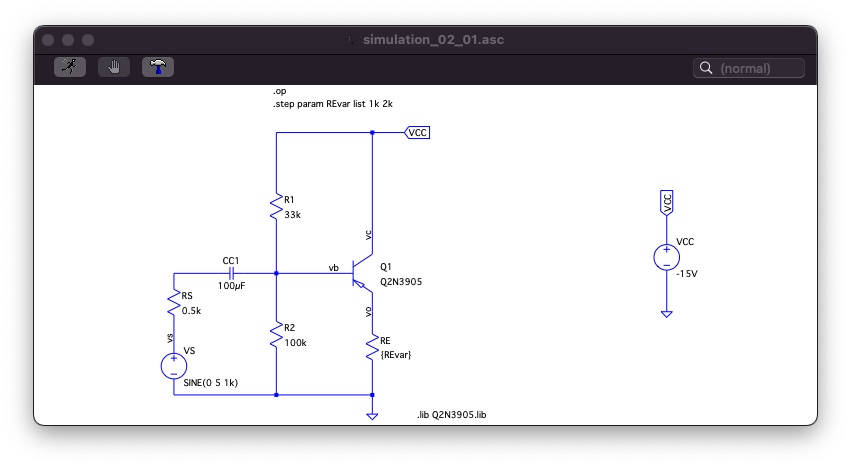 simulation_02_01.asc
(normal)
.op
.step param REvar list 1k 2k
VCC
R1
33k
vc
VCC
VCC
-15V
CC1
100µF
vb
Q1
Q2N3905
RS
0.5k
vo
R2
100k
RE
{REvar}
vs
VS
SINE(0 5 1k)
.lib Q2N3905.lib